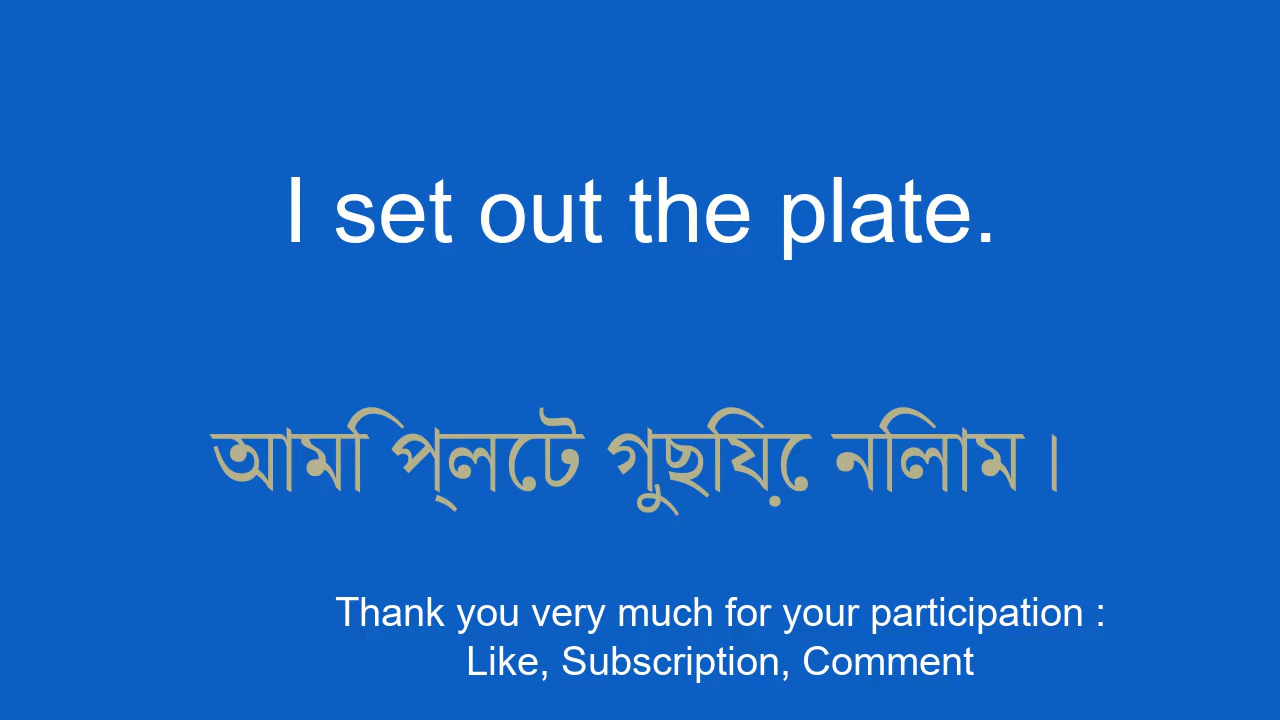 I set out the plate.
আমি প্লেট গুছিয়ে নিলাম।
Thank you very much for your participation :
Like, Subscription, Comment